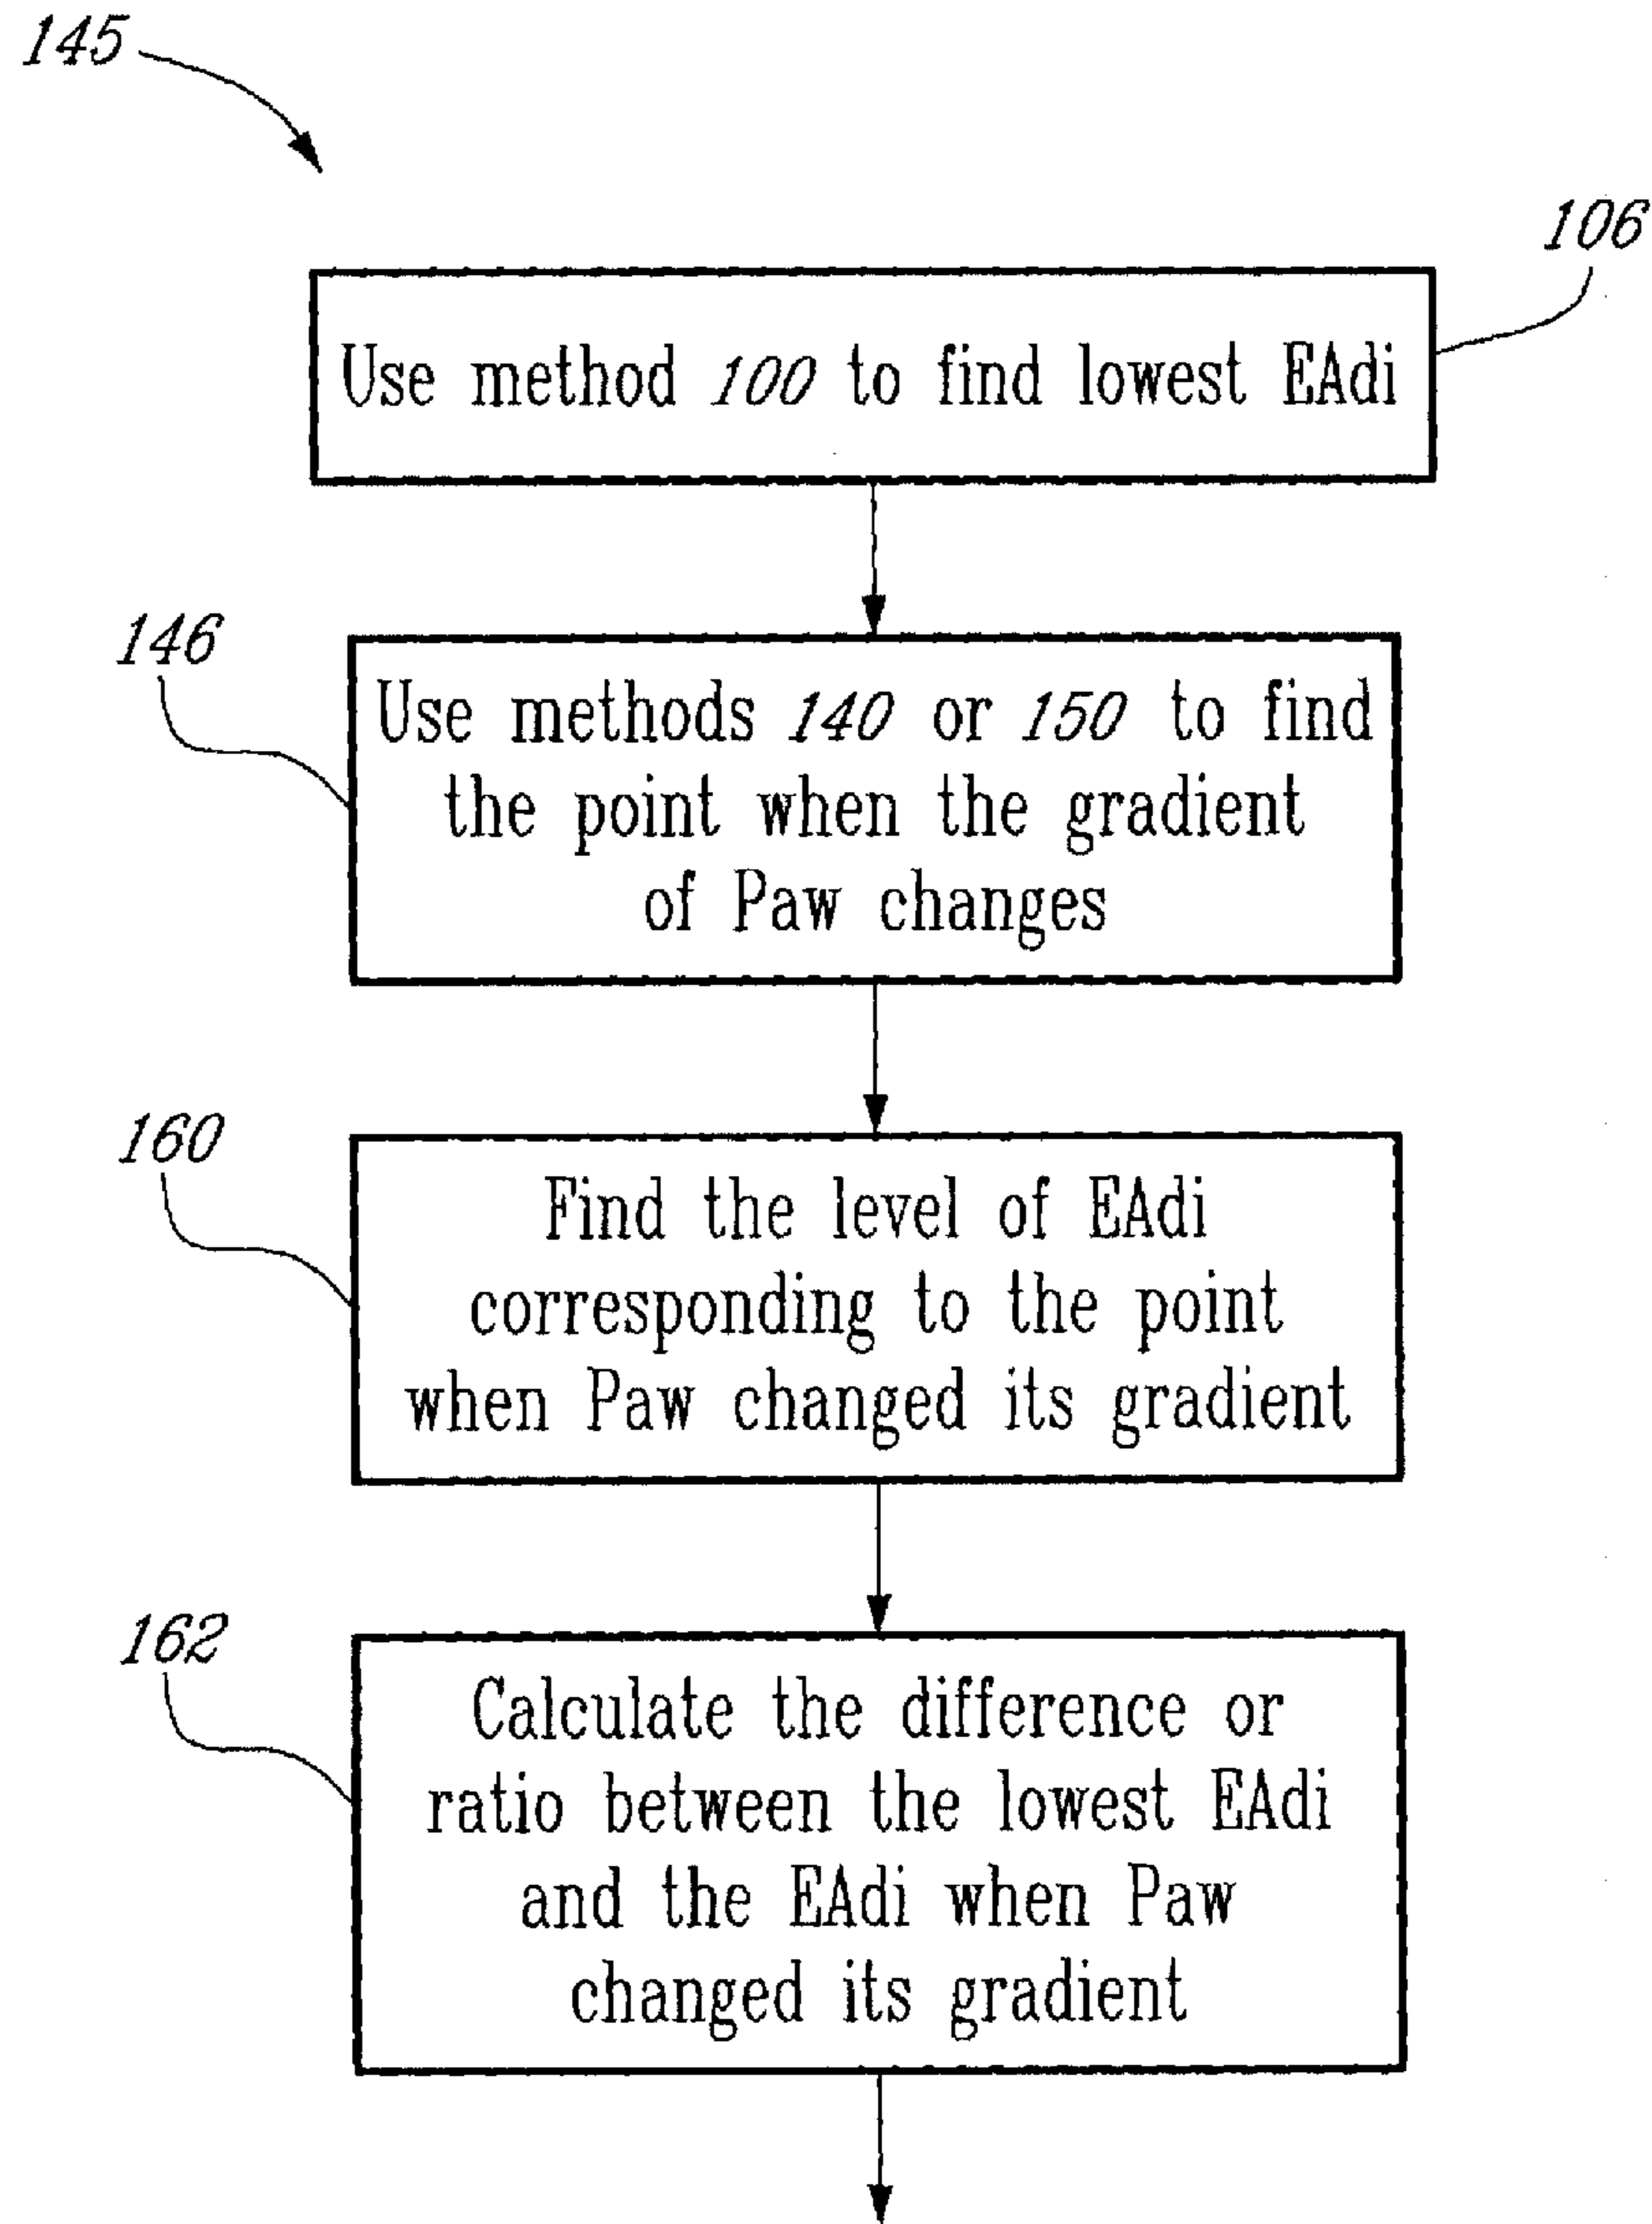 145
106
Use method 100 to find lowest EAdi
146
Use methods 140 or 150 to find
the point when the gradient
of Paw changes
160
Find the level of EAdi
corresponding to the point
when Paw changed its gradient
162
Calculate the difference or
ratio between the lowest EAdi
and the EAdi when Paw
changed its gradient